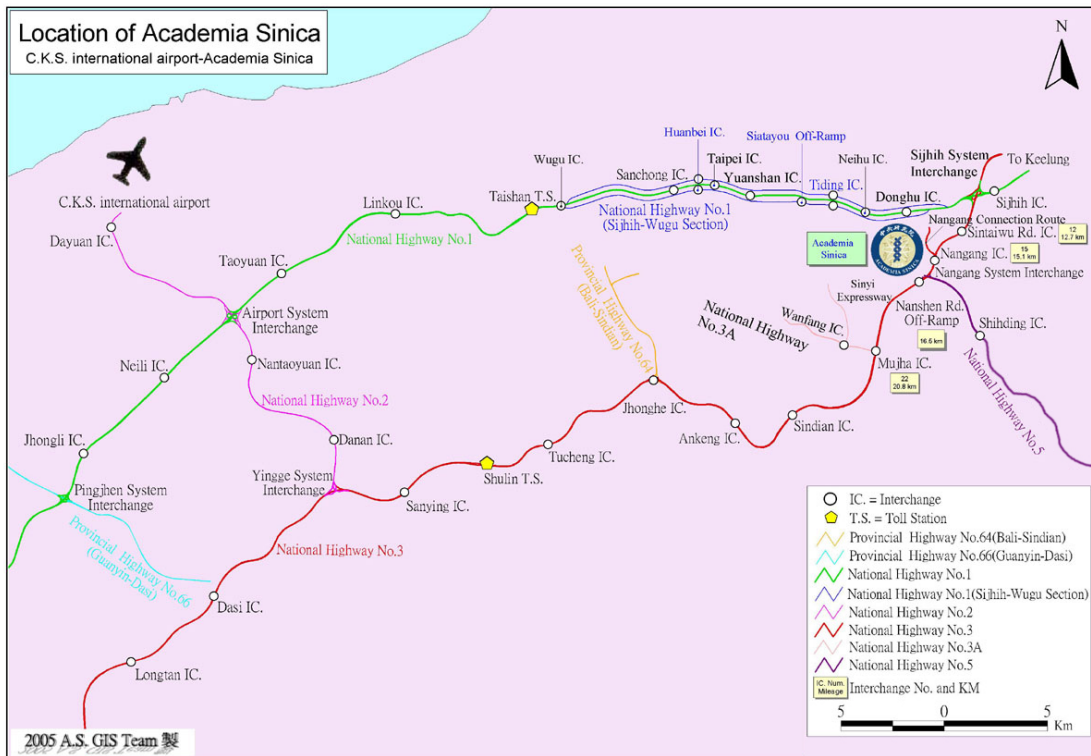 Location of Academia Sinica
C.K.S. international airport-Academia Sinica
N
C.K.S. international airport
Dayuan IC.
Linkou IC.
National Highway No.1
Taoyuan IC.
Airport System
Interchange
Neili IC.
Nantaoyuan IC.
National Highway No.2
Jhongli IC.
Danan IC.
Pingjhen System
Interchange
Yingge System
Interchange
Provincial Highway No.66
(Guanyin-Dasi)
National Highway No.3
Dasi IC.
Longtan IC.
Sanying IC.
Shulin T.S.
Tucheng IC.
Jhonghe IC.
Provincial Highway No.64
(Bali-Sindian)
Ankeng IC.
Sindian IC.
Taishan T.S.
Wugu IC.
Sanchong IC.
Huanbei IC.
Taipei IC.
Yuanshan IC.
Siatayou Off-Ramp
Tiding IC.
Neihu IC.
Donghu IC.
National Highway No.1
(Sijhih-Wugu Section)
Sijhih System
Interchange
To Keelung
Sijhih IC.
Nangang Connection Route
Sintaiwu Rd. IC.
12
12.7 km
Academia
Sinica
ACADEMIA SINICA
Nangang IC.
15
15.1 km
Nangang System Interchange
Sinyi
Expressway
Nanshen Rd.
Off-Ramp
16.5 km
Wanfang IC.
National Highway
No.3A
Mujha IC.
22
20.8 km
Shihding IC.
National Highway
No.5
IC. = Interchange
T.S. = Toll Station
Provincial Highway No.64(Bali-Sindian)
Provincial Highway No.66(Guanyin-Dasi)
National Highway No.1
National Highway No.1(Sijhih-Wugu Section)
National Highway No.2
National Highway No.3
National Highway No.3A
National Highway No.5
IC. Num.
Mileage
Interchange No. and KM
5 0 5
Km
2005 A.S. GIS Team 製